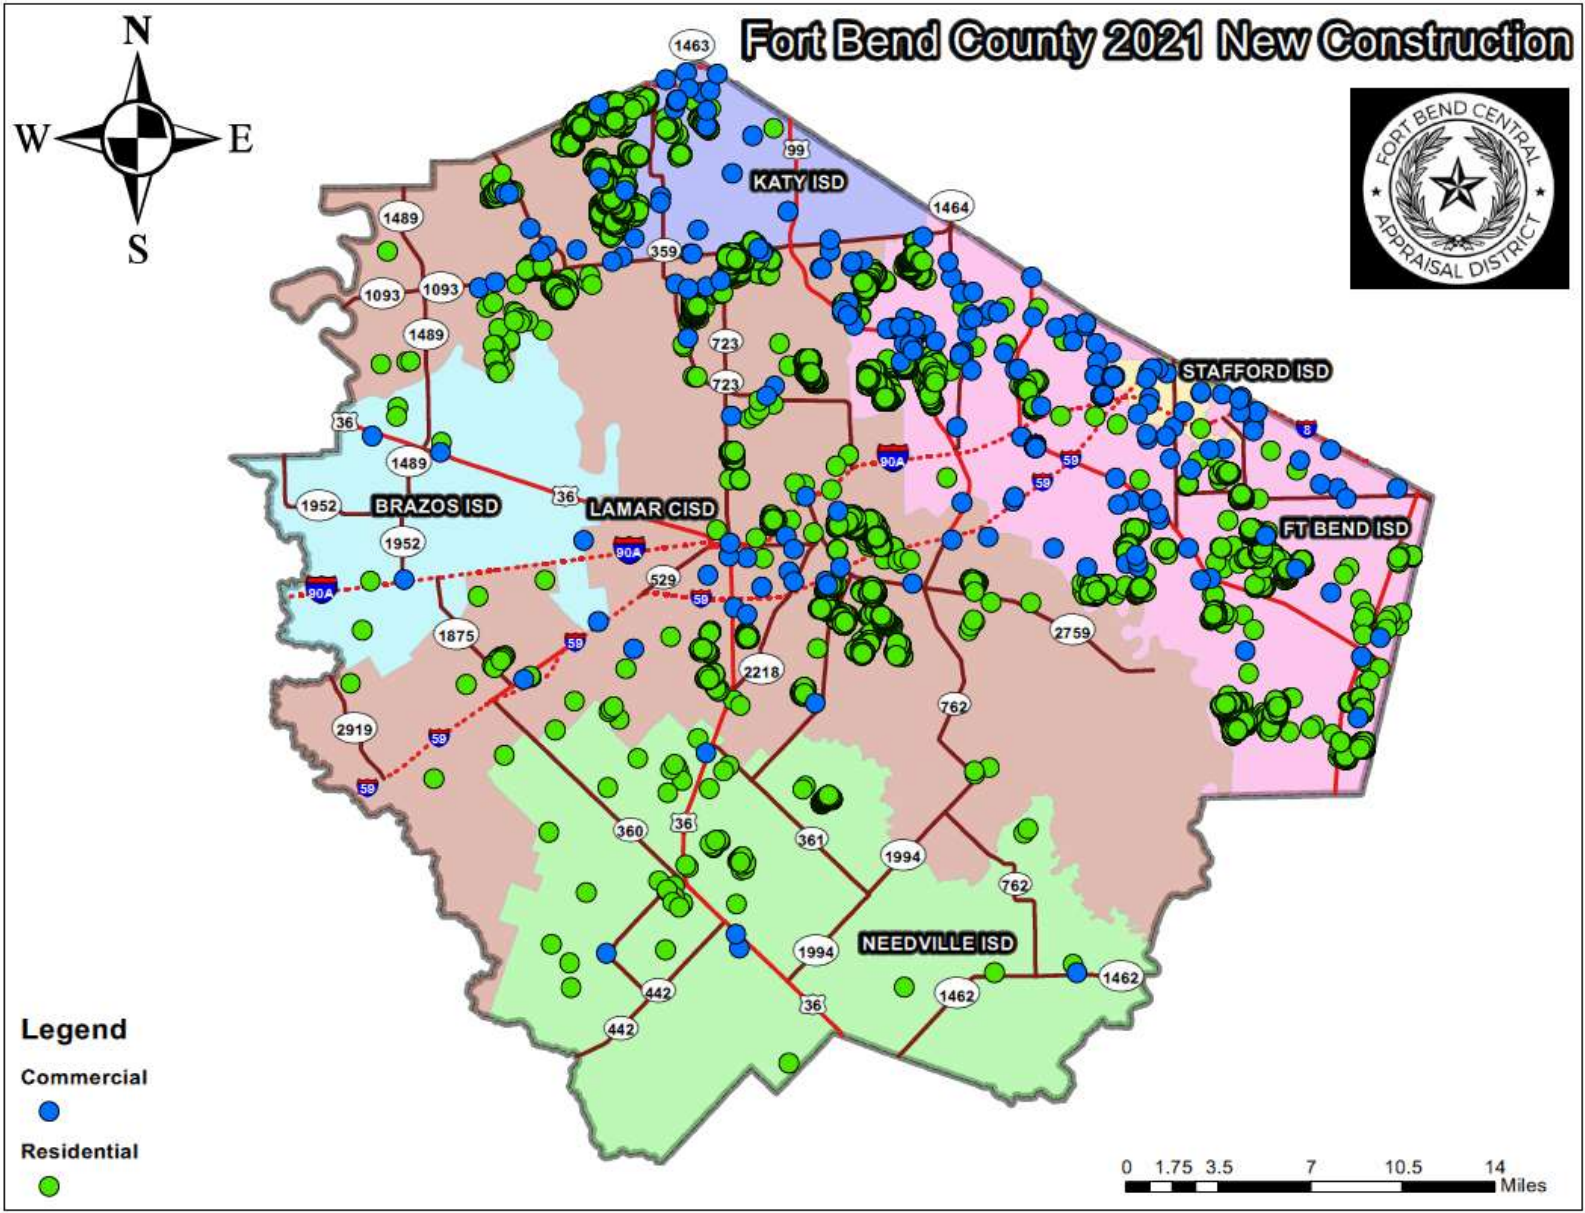 Fort Bend County 2021 New Construction
N
W
E
S
FORT BEND CENTRAL
APPRAISAL DISTRICT
1463
99
KATY ISD
1464
1489
359
1093
1093
1489
723
723
STAFFORD ISD
36
8
90A
59
1489
59
36
1952
BRAZOS ISD
LAMAR CISD
FT BEND ISD
1952
90A
529
90A
59
1875
59
2759
2218
762
2919
59
59
360
36
361
1994
762
NEEDVILLE ISD
1994
1462
442
1462
36
442
Legend
Commercial
Residential
0 1.75 3.5 7 10.5 14
Miles